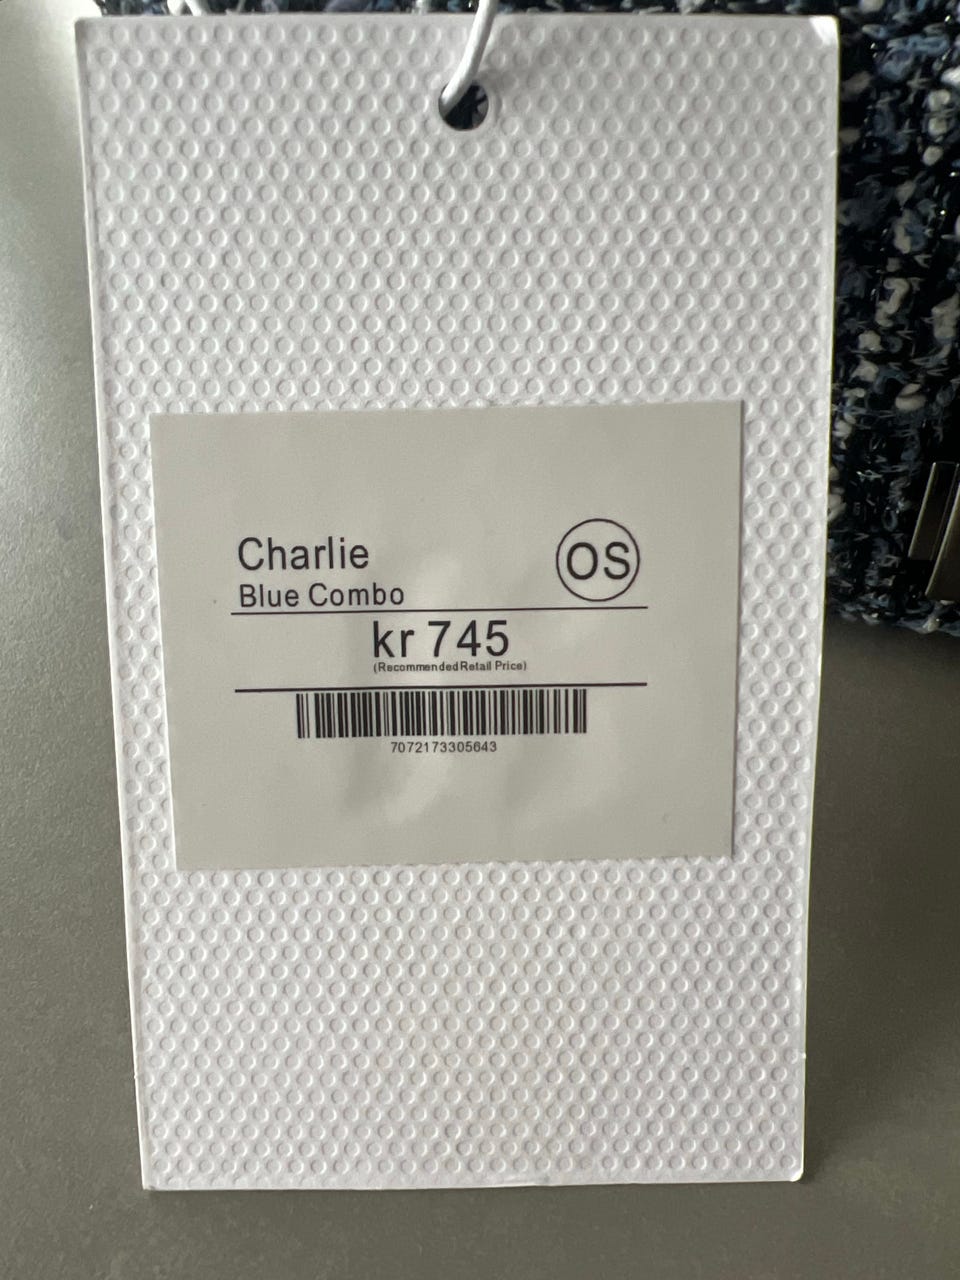 Charlie
OS
Blue Combo
kr 745
(Recommended Retail Price)
7072173305643